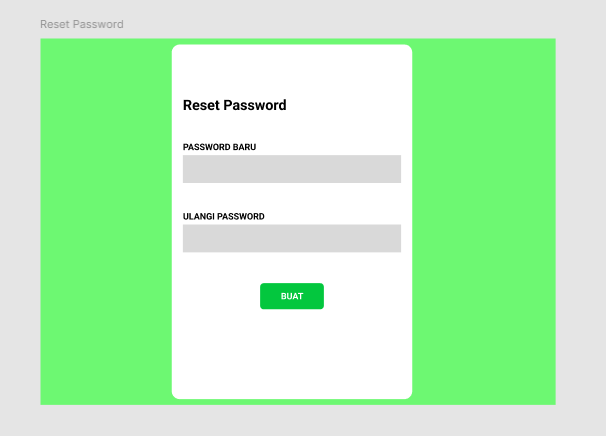 Reset Password
Reset Password
PASSWORD BARU
ULANGI PASSWORD
BUAT